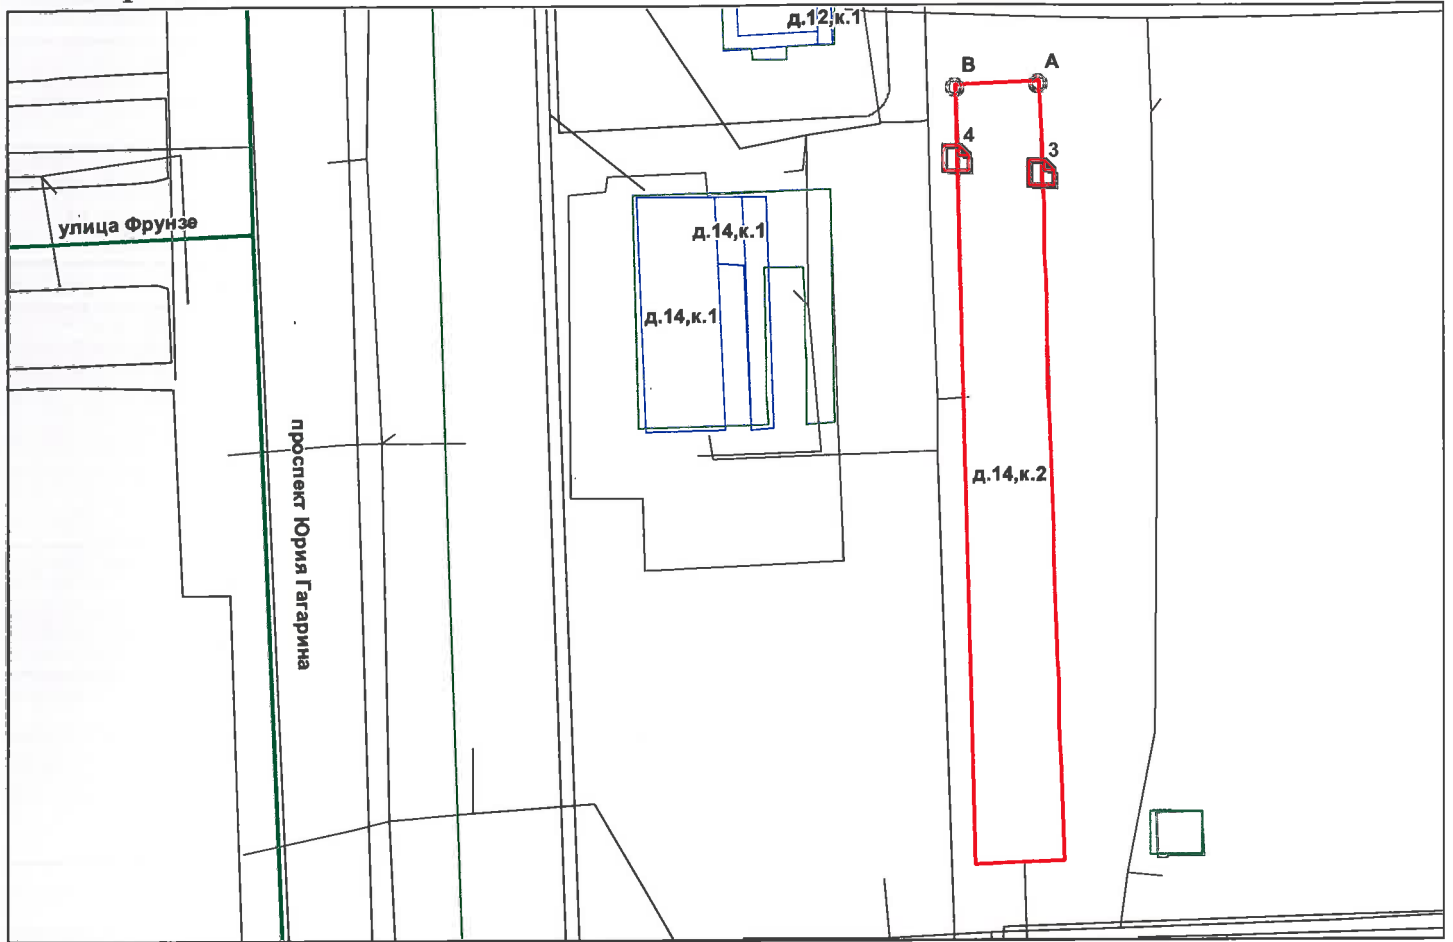 д.12,к.1
В
А
4
3
улица Фрунзе
д.14,к.1
д.14,к.1
проспект Юрия Гагарина
д.14,к.2